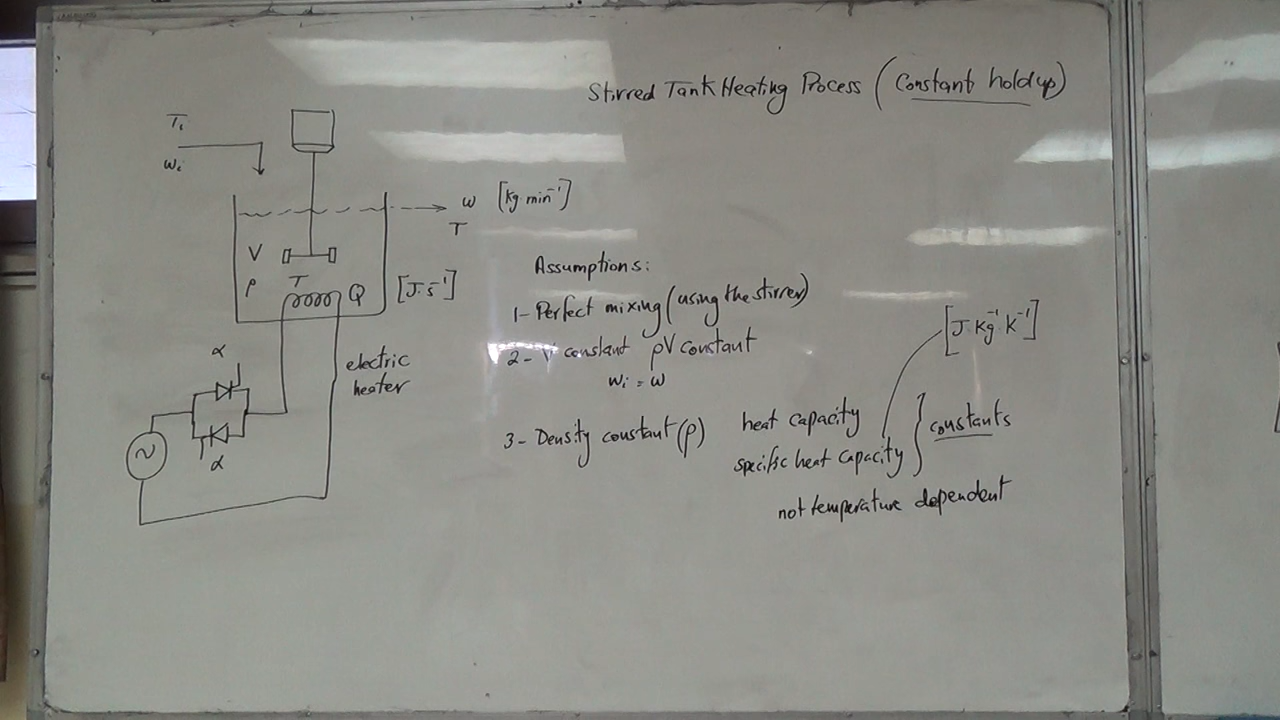 Stirred Tank Heating Process (Constant holdup)
Ti
wi
w [Kg·min⁻¹]
T
V
ρ
T
Q [J·s⁻¹]
electric
heater
α
α
~
Assumptions:
1- Perfect mixing (using the stirrer)
2- V constant ρV constant
wi = w
3- Density constant (ρ)
heat capacity
specific heat capacity
} constants
[J·Kg⁻¹·K⁻¹]
not temperature dependent